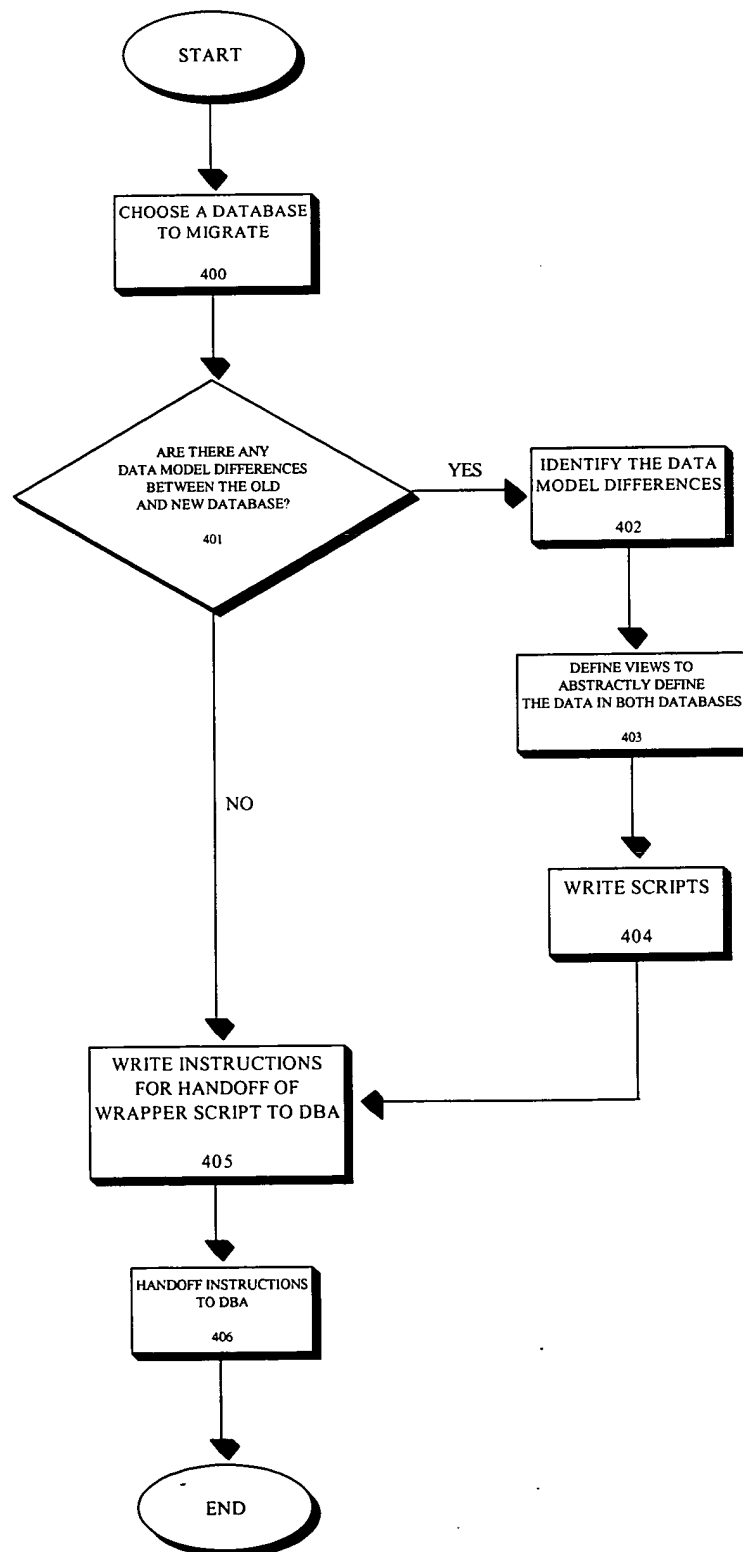 START
CHOOSE A DATABASE
TO MIGRATE
400
ARE THERE ANY
DATA MODEL DIFFERENCES
BETWEEN THE OLD
AND NEW DATABASE?
401
YES
IDENTIFY THE DATA
MODEL DIFFERENCES
402
DEFINE VIEWS TO
ABSTRACTLY DEFINE
THE DATA IN BOTH DATABASES
403
WRITE SCRIPTS
404
NO
WRITE INSTRUCTIONS
FOR HANDOFF OF
WRAPPER SCRIPT TO DBA
405
HANDOFF INSTRUCTIONS
TO DBA
406
END